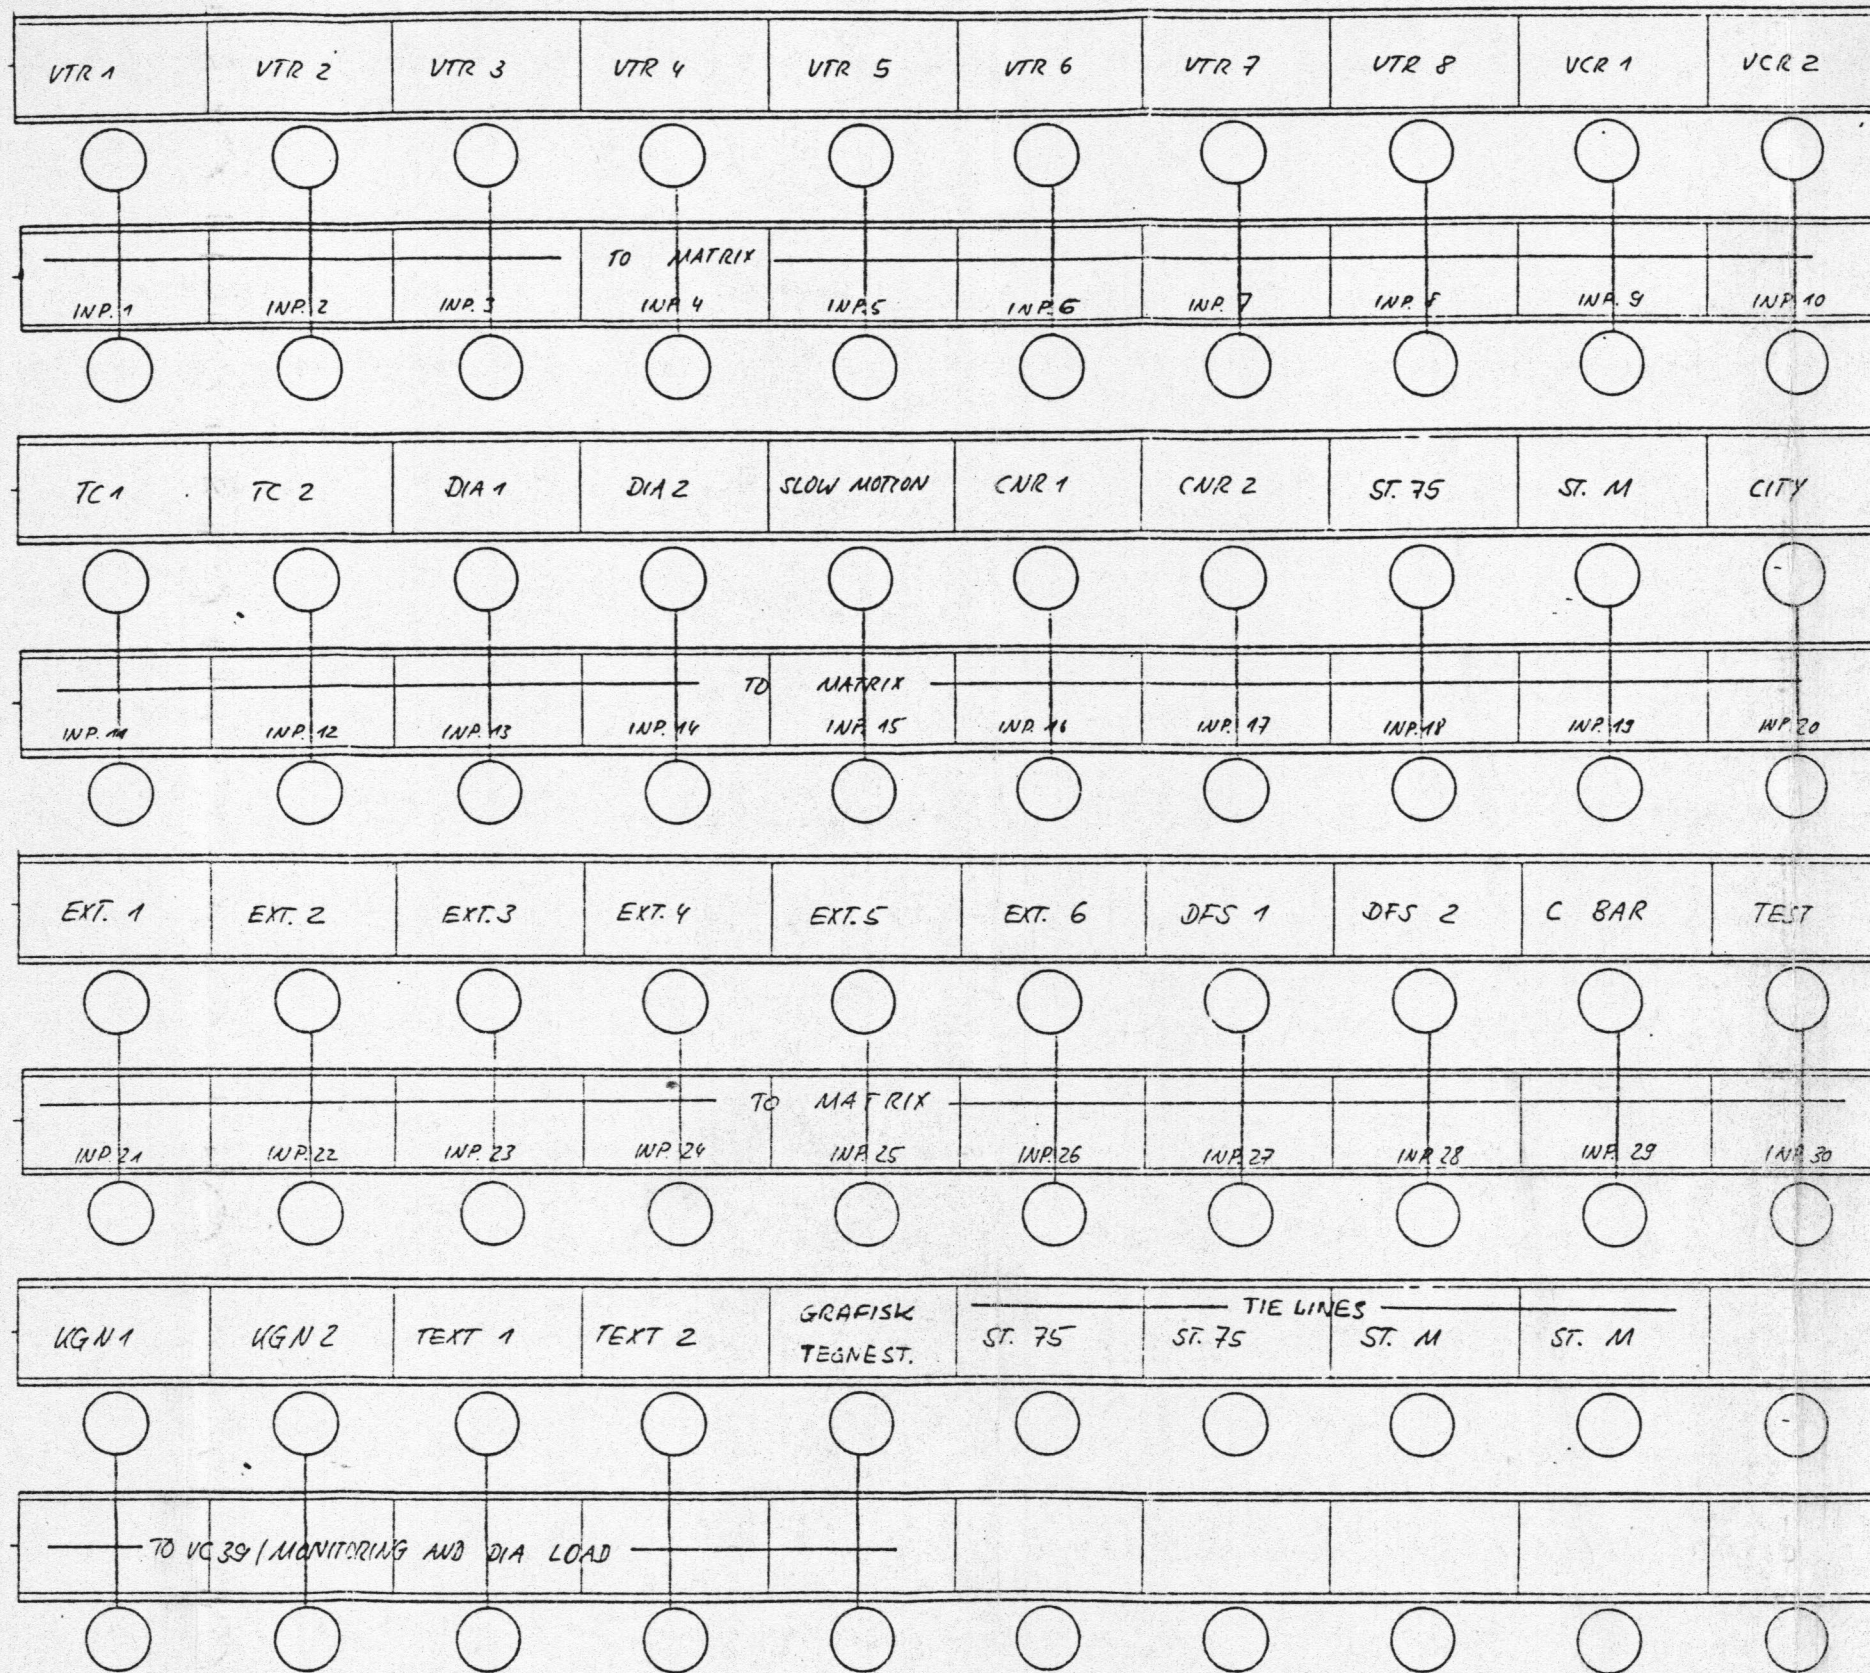 VTR 1 VTR 2 VTR 3 VTR 4 VTR 5 VTR 6 VTR 7 VTR 8 VCR 1 VCR 2
TO MATRIX
INP. 1 INP. 2 INP. 3 INP. 4 INP. 5 INP. 6 INP. 7 INP. 8 INP. 9 INP. 10
TC 1 TC 2 DIA 1 DIA 2 SLOW MOTION CNR 1 CNR 2 ST. 75 ST. M CITY
TO MATRIX
INP. 11 INP. 12 INP. 13 INP. 14 INP. 15 INP. 16 INP. 17 INP. 18 INP. 19 INP. 20
EXT. 1 EXT. 2 EXT. 3 EXT. 4 EXT. 5 EXT. 6 DFS 1 DFS 2 C BAR TEST
TO MATRIX
INP. 21 INP. 22 INP. 23 INP. 24 INP. 25 INP. 26 INP. 27 INP. 28 INP. 29 INP. 30
TIE LINES
UGN 1 UGN 2 TEXT 1 TEXT 2 GRAFISK ST. 75 ST. 75 ST. M ST. M
TEGNEST.
TO VC 39 / MONITORING AND DIA LOAD